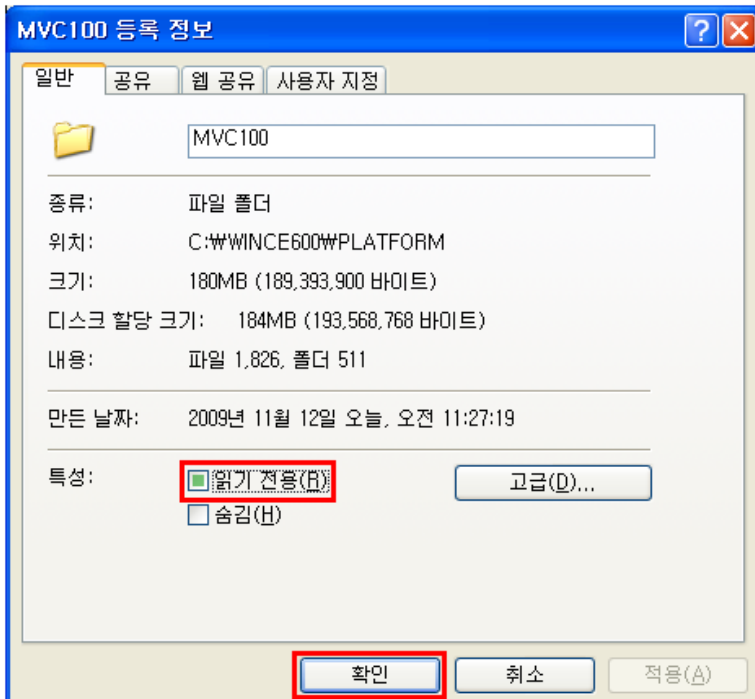 MVC100 등록 정보
일반 공유 웹 공유 사용자 지정
MVC100
종류: 파일 폴더
위치: C:₩WINCE600₩PLATFORM
크기: 180MB (189,393,900 바이트)
디스크 할당 크기: 184MB (193,568,768 바이트)
내용: 파일 1,826, 폴더 511
만든 날짜: 2009년 11월 12일 오늘, 오전 11:27:19
특성: 읽기 전용(R) 고급(D)...
숨김(H)
확인 취소 적용(A)